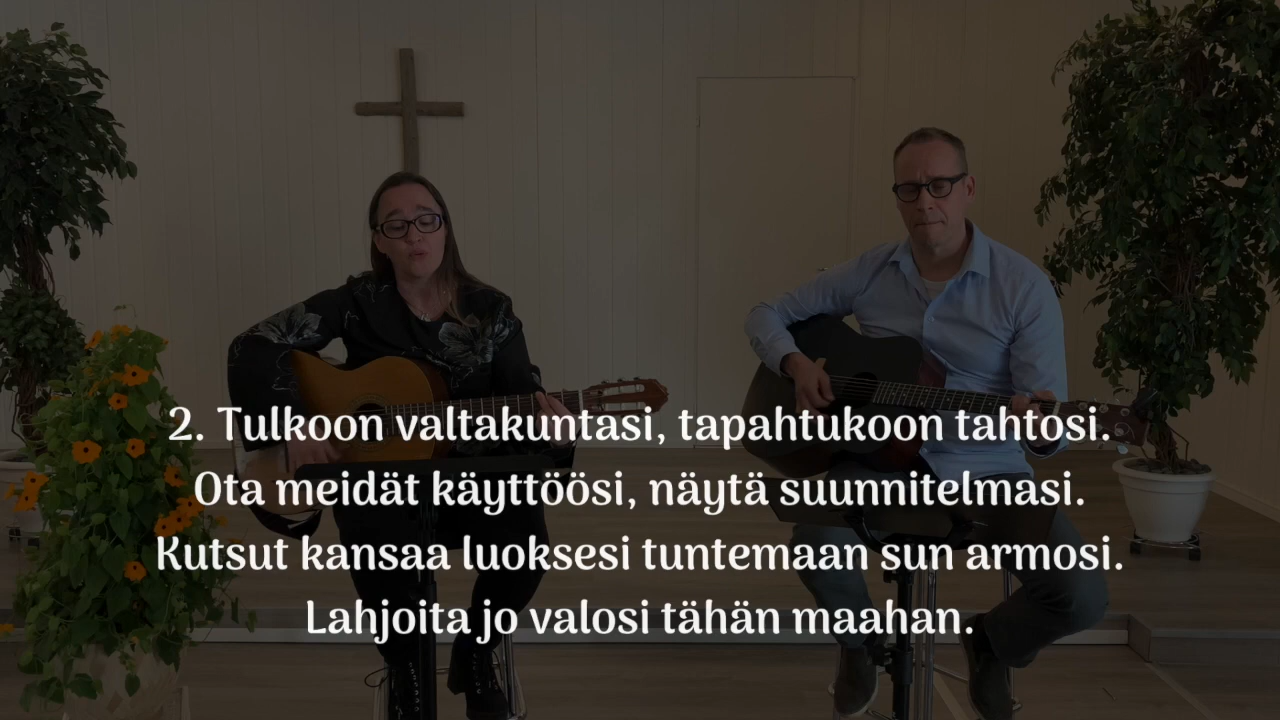 2. Tulkoon valtakuntasi, tapahtukoon tahtosi.
Ota meidät käyttöösi, näytä suunnitelmasi.
Kutsut kansaa luoksesi tuntemaan sun armosi.
Lahjoita jo valosi tähän maahan.